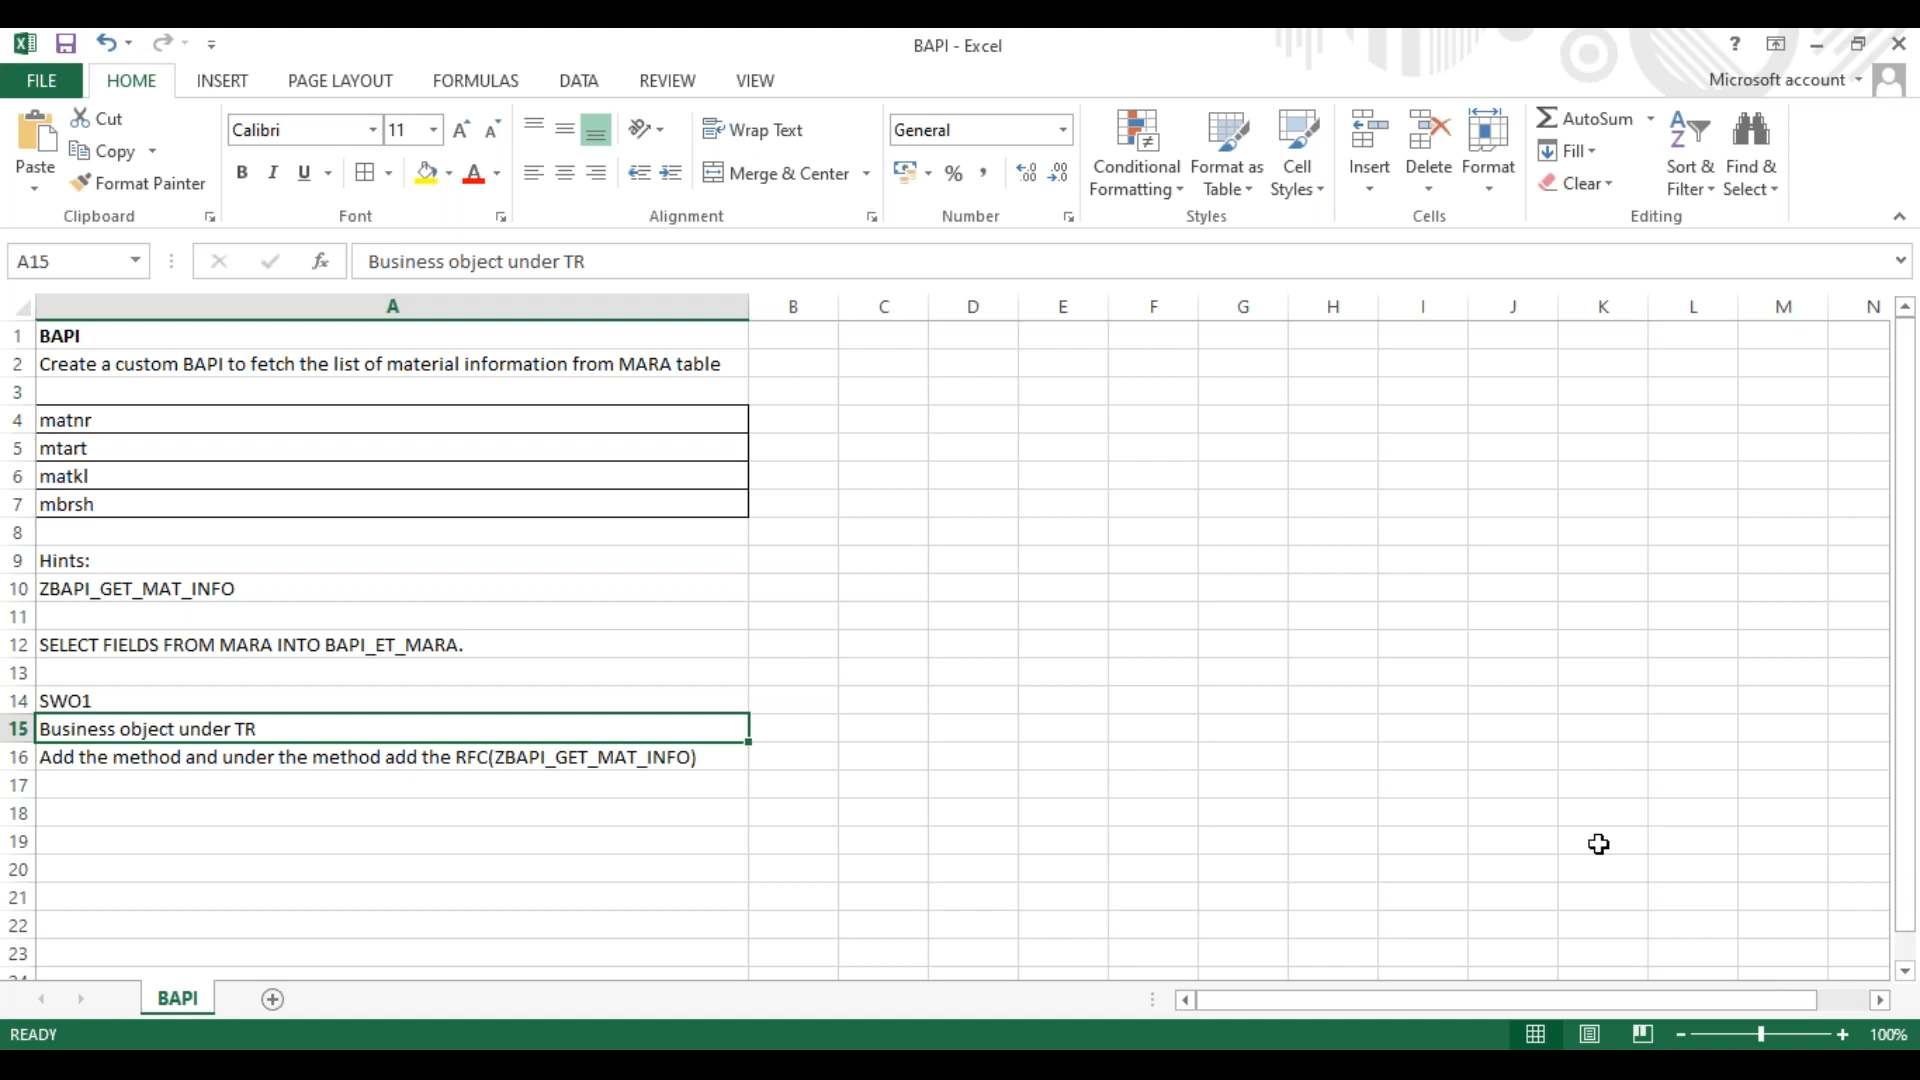 BAPI - Excel
?
FILE HOME INSERT PAGE LAYOUT FORMULAS DATA REVIEW VIEW Microsoft account
Paste
Cut
Copy
Format Painter
Clipboard
Calibri 11
B I U
Font
Wrap Text
Merge & Center
Alignment
General
%
Number
Conditional Formatting
Format as Table
Cell Styles
Styles
Insert Delete Format
Cells
AutoSum
Fill
Clear
Sort & Filter
Find & Select
Editing
A15 fx Business object under TR
A B C D E F G H I J K L M N
1 BAPI
2 Create a custom BAPI to fetch the list of material information from MARA table
3
4 matnr
5 mtart
6 matkl
7 mbrsh
8
9 Hints:
10 ZBAPI_GET_MAT_INFO
11
12 SELECT FIELDS FROM MARA INTO BAPI_ET_MARA.
13
14 SWO1
15 Business object under TR
16 Add the method and under the method add the RFC(ZBAPI_GET_MAT_INFO)
17
18
19
20
21
22
23
BAPI
READY 100%